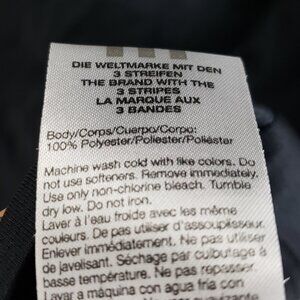 DIE WELTMARKE MIT DEN
3 STREIFEN
THE BRAND WITH THE
3 STRIPES
LA MARQUE AUX
3 BANDES
Body/Corps/Cuerpo/Corpo:
100% Polyester/Poliester/Poliéster
Machine wash cold with like colors. Do
not use softeners. Remove immediately.
Use only non-chlorine bleach. Tumble
dry low. Do not iron.
Laver à l'eau froide avec les même
couleurs. De pas utiliser d'assouplisseur.
Enlever immédiatement. Ne pas utiliser
de javelisant. Séchage par culbutage à
basse température. Ne pas repasser.
Lavar a máquina con agua fría con